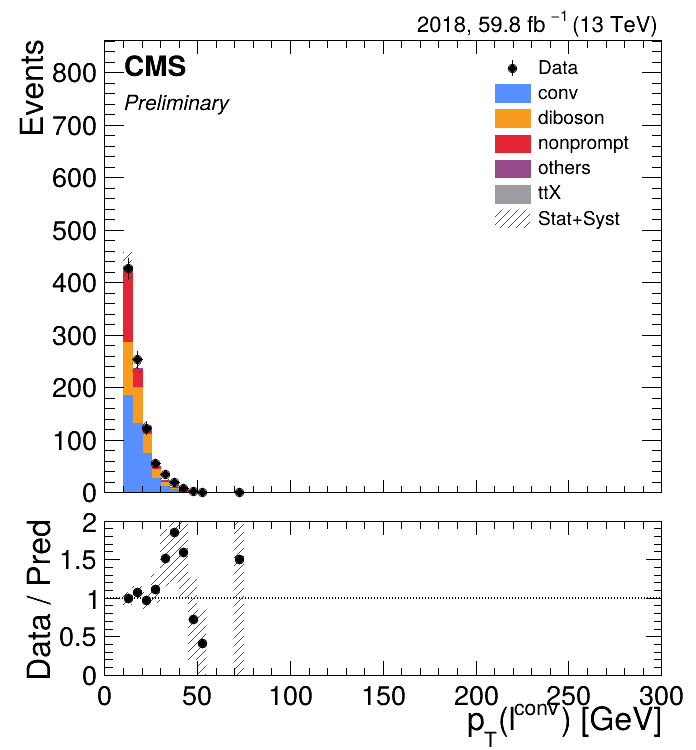 2018, 59.8 fb⁻¹ (13 TeV)
CMS
Preliminary
Events
800
700
600
500
400
300
200
100
0
Data
conv
diboson
nonprompt
others
ttX
Stat+Syst
Data / Pred
2
1.5
1
0.5
0
0 50 100 150 200 250 300
p_T(l^conv) [GeV]